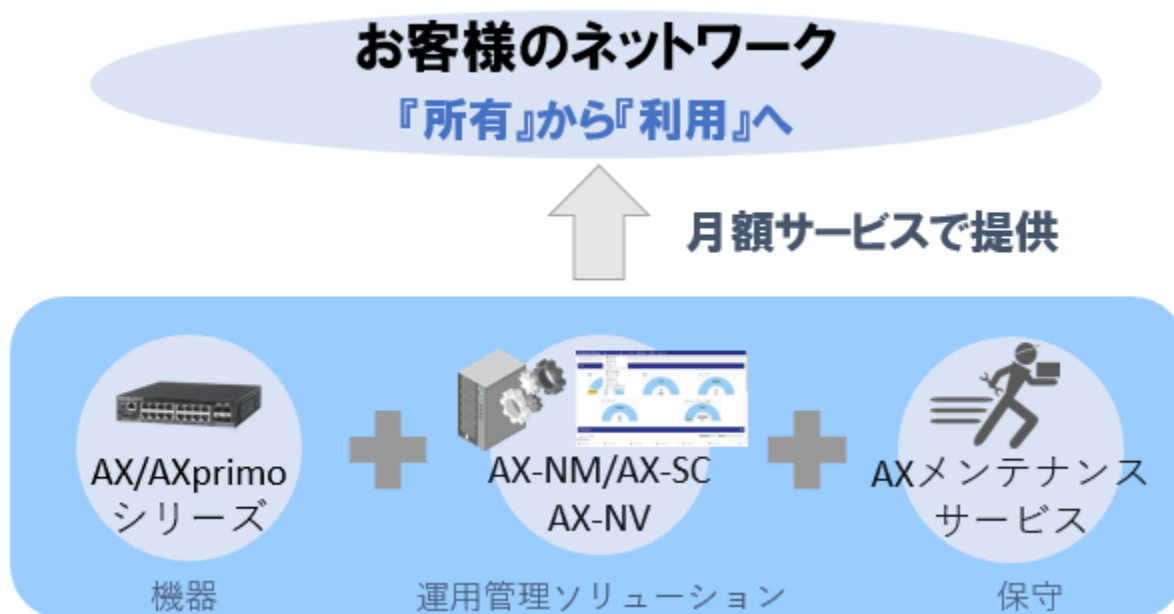 お客様のネットワーク
『所有』から『利用』へ
月額サービスで提供
AX/AXprimo
シリーズ
AX-NM/AX-SC
AX-NV
AXメンテナンス
サービス
機器
運用管理ソリューション
保守